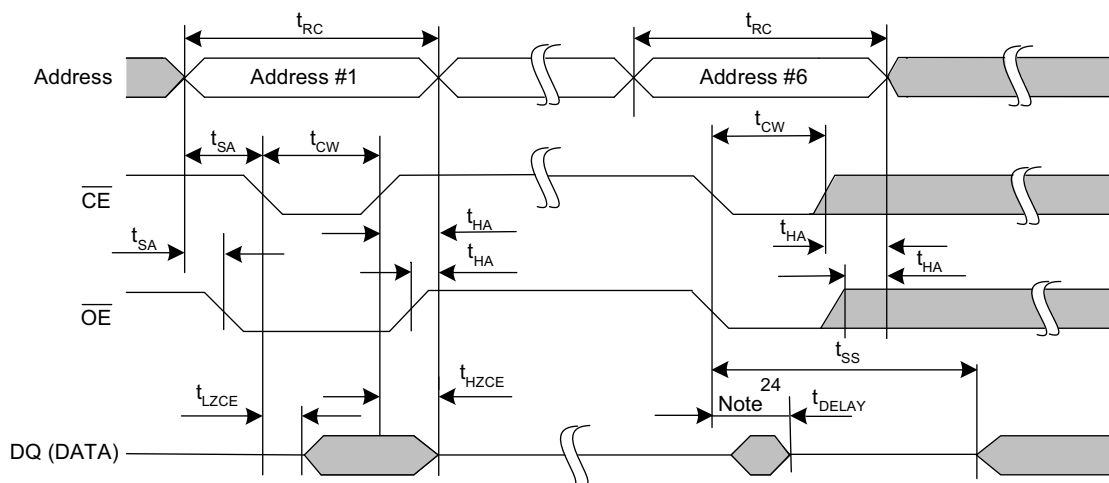 tRC tRC
Address Address #1 Address #6
tSA tCW tCW
CE
tHA tHA
tSA tHA tHA
OE
tSS
tLZCE tHZCE Note 24 tDELAY
DQ (DATA)